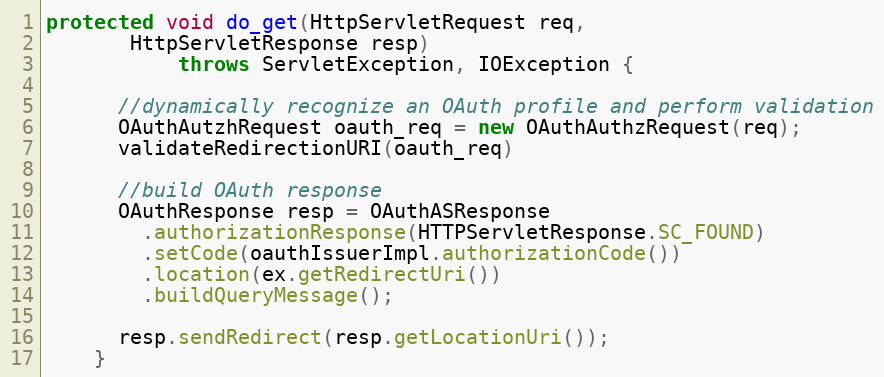 1 protected void do_get(HttpServletRequest req,
2        HttpServletResponse resp)
3            throws ServletException, IOException {
4
5       //dynamically recognize an OAuth profile and perform validation
6       OAuthAutzhRequest oauth_req = new OAuthAuthzRequest(req);
7       validateRedirectionURI(oauth_req)
8
9       //build OAuth response
10       OAuthResponse resp = OAuthASResponse
11         .authorizationResponse(HTTPServletResponse.SC_FOUND)
12         .setCode(oauthIssuerImpl.authorizationCode())
13         .location(ex.getRedirectUri())
14         .buildQueryMessage();
15
16       resp.sendRedirect(resp.getLocationUri());
17     }